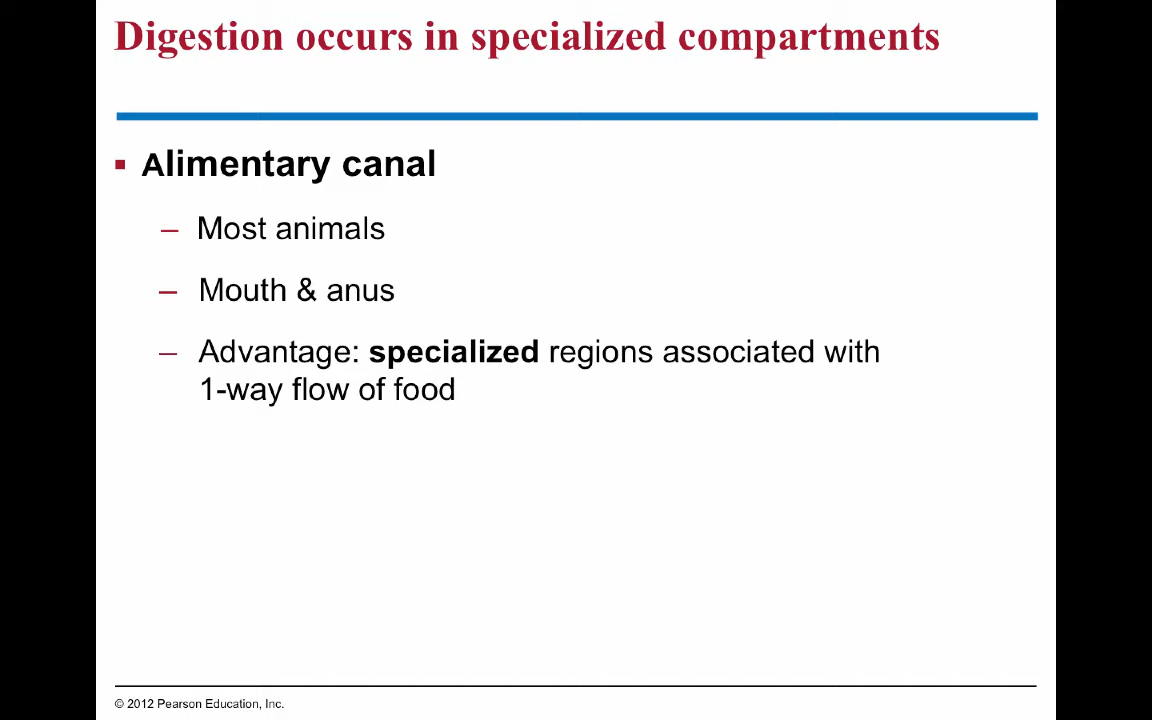 Digestion occurs in specialized compartments
▪ Alimentary canal
– Most animals
– Mouth & anus
– Advantage: specialized regions associated with
1-way flow of food
© 2012 Pearson Education, Inc.